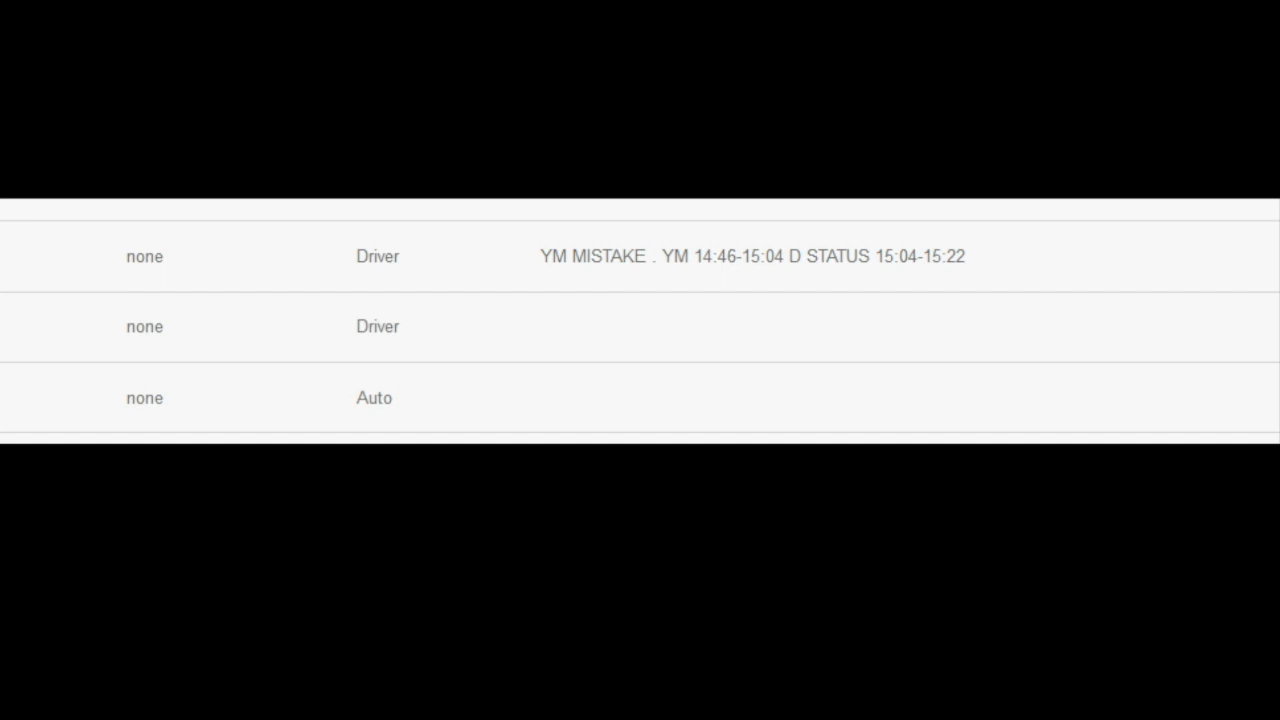 none Driver YM MISTAKE . YM 14:46-15:04 D STATUS 15:04-15:22
none Driver
none Auto